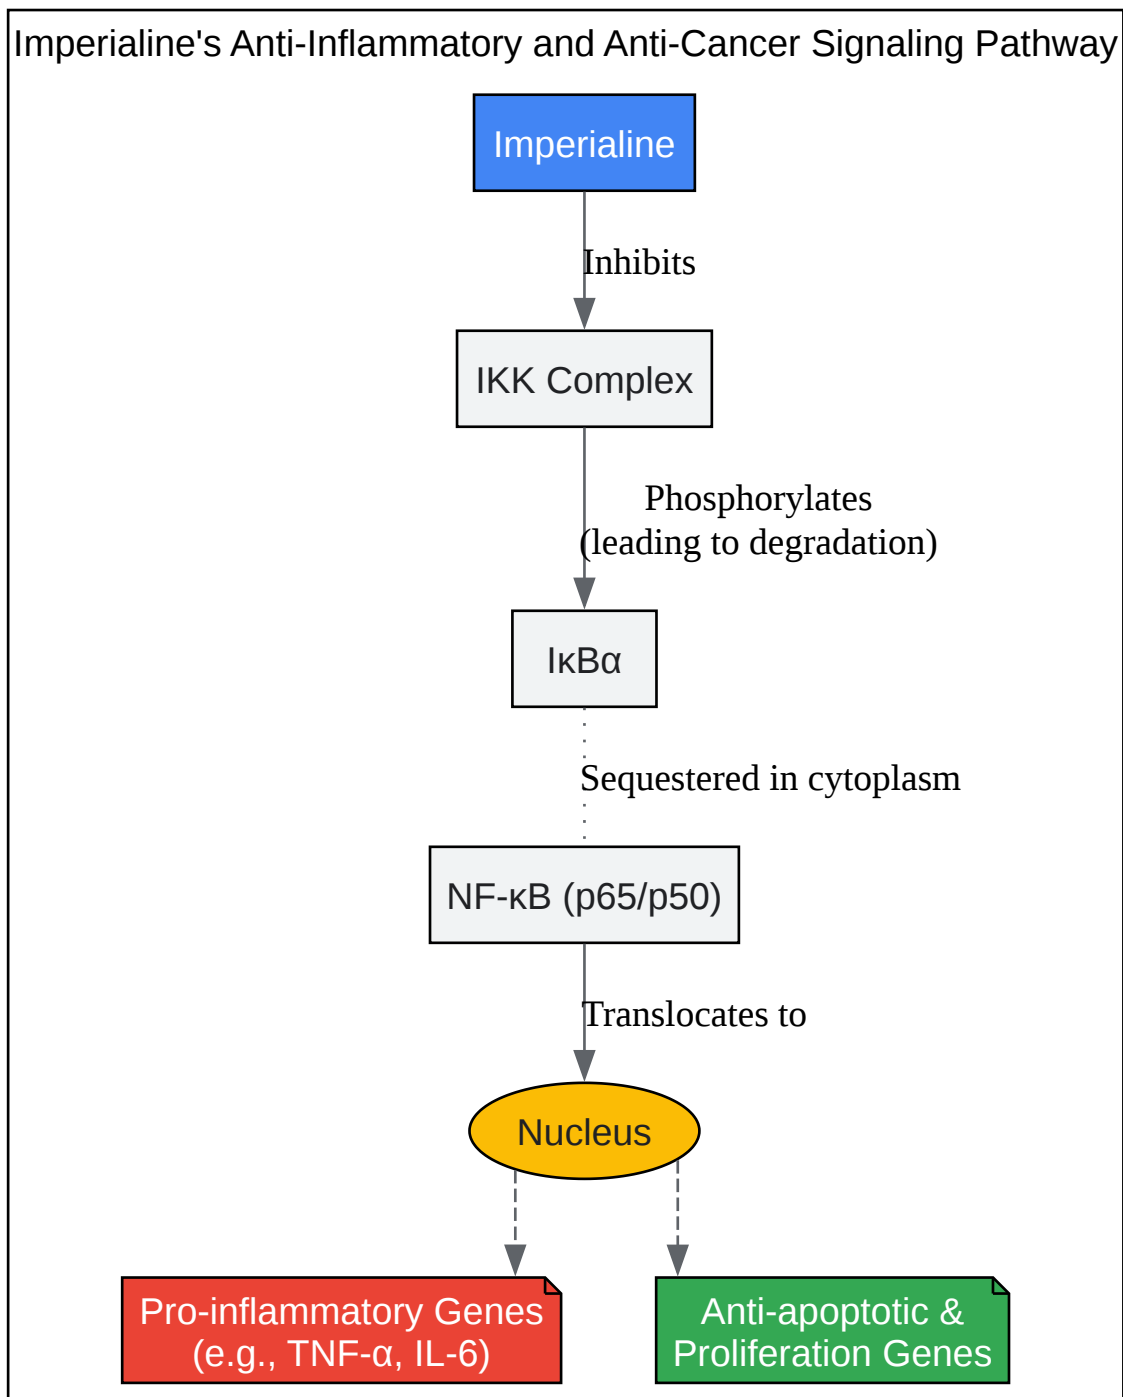 Imperialine's Anti-Inflammatory and Anti-Cancer Signaling Pathway
Imperialine
Inhibits
IKK Complex
Phosphorylates
(leading to degradation)
IκBα
Sequestered in cytoplasm
NF-κB (p65/p50)
Translocates to
Nucleus
Pro-inflammatory Genes
(e.g., TNF-α, IL-6)
Anti-apoptotic &
Proliferation Genes